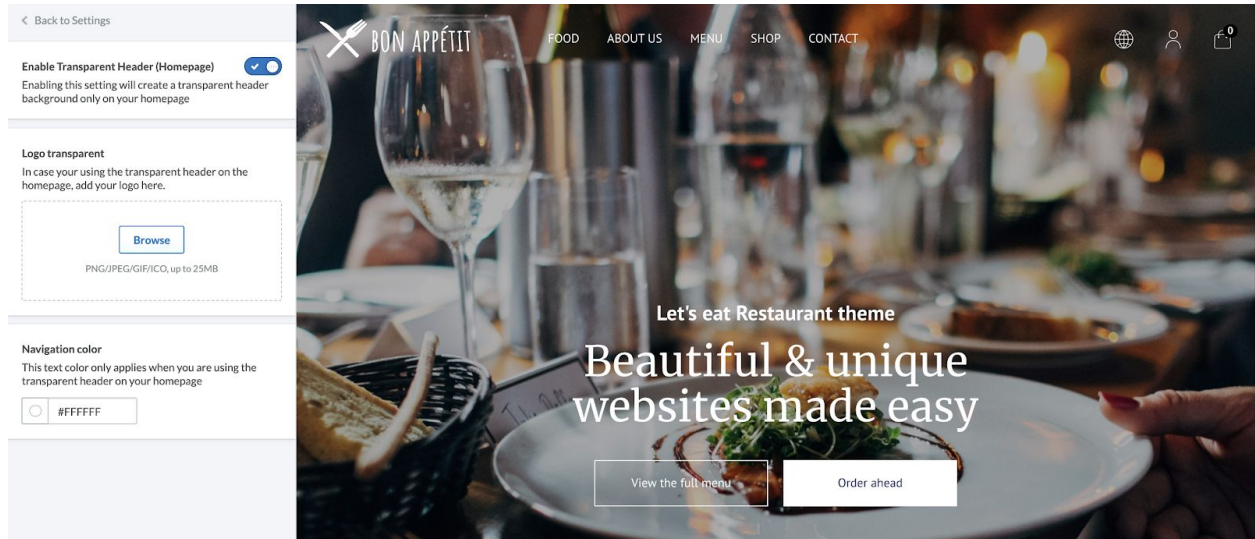 Back to Settings
Enable Transparent Header (Homepage)
Enabling this setting will create a transparent header
background only on your homepage
Logo transparent
In case your using the transparent header on the
homepage, add your logo here.
Browse
PNG/JPEG/GIF/ICO, up to 25MB
Navigation color
This text color only applies when you are using the
transparent header on your homepage
#FFFFFF
BON APPÉTIT
FOOD ABOUT US MENU SHOP CONTACT
0
Let's eat Restaurant theme
Beautiful & unique
websites made easy
View the full menu
Order ahead